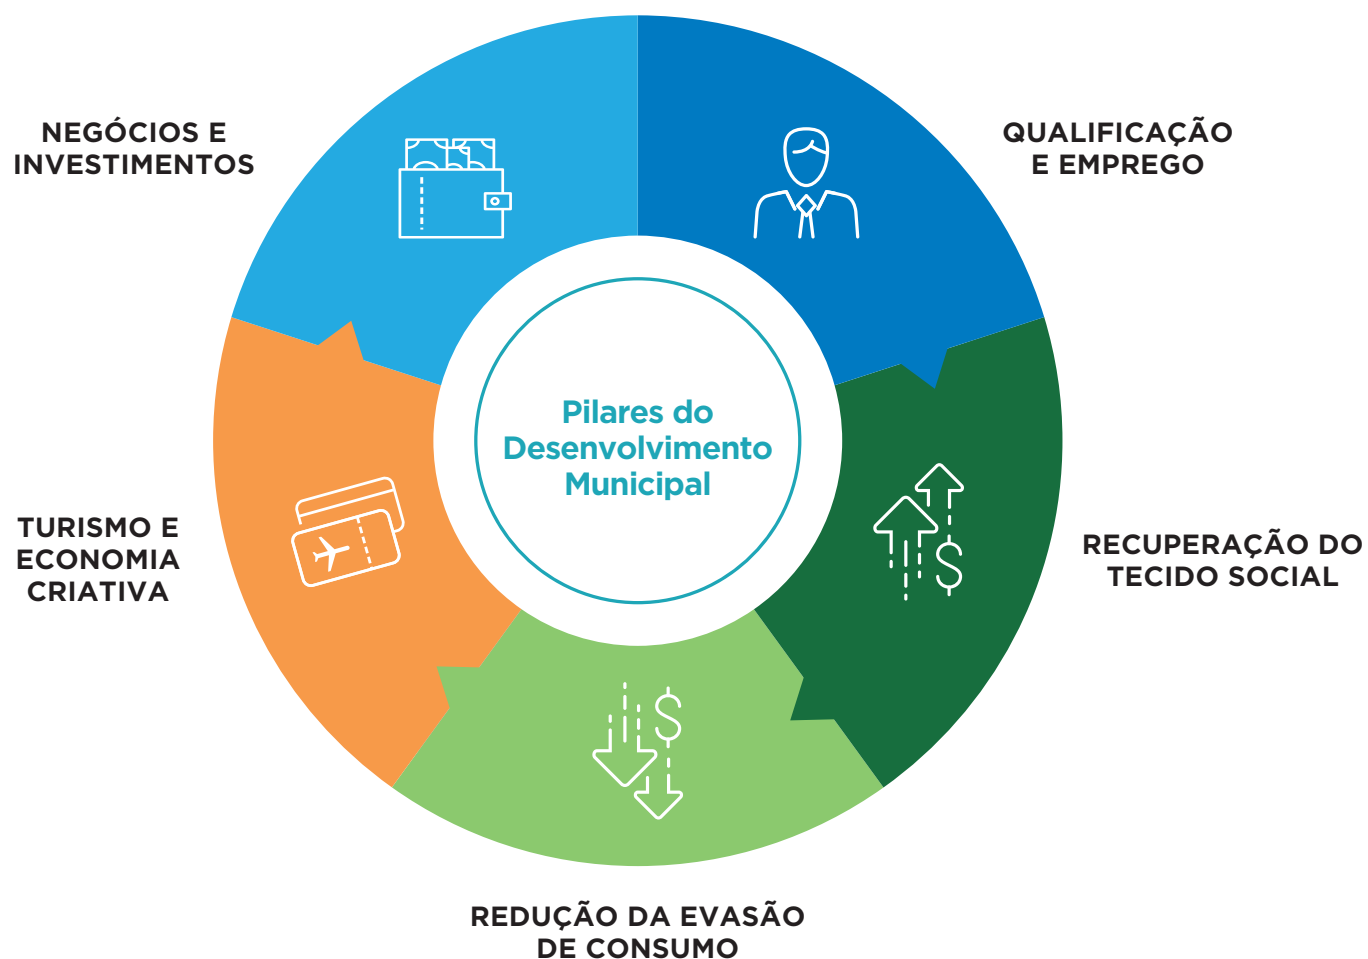 NEGÓCIOS E
INVESTIMENTOS
QUALIFICAÇÃO
E EMPREGO
Pilares do
Desenvolvimento
Municipal
TURISMO E
ECONOMIA
CRIATIVA
RECUPERAÇÃO DO
TECIDO SOCIAL
REDUÇÃO DA EVASÃO
DE CONSUMO